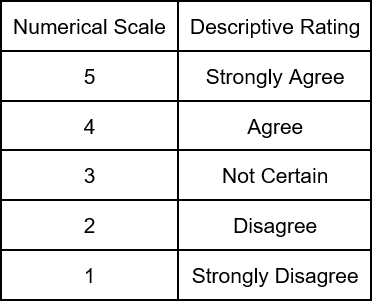 Numerical Scale Descriptive Rating
5 Strongly Agree
4 Agree
3 Not Certain
2 Disagree
1 Strongly Disagree